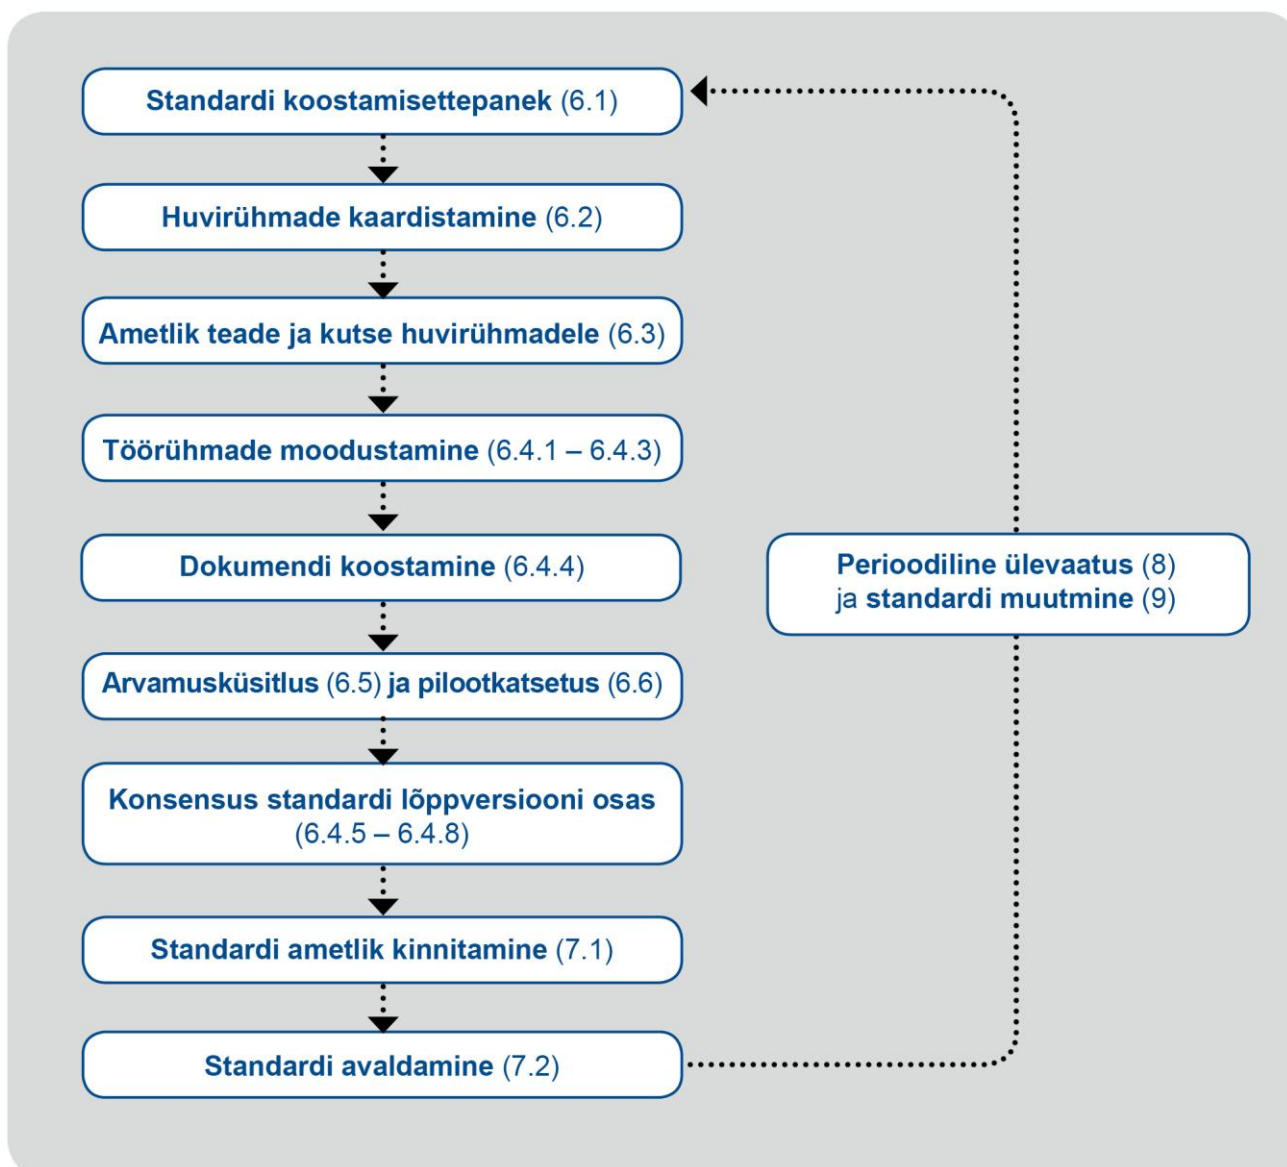 Standardi koostamisettepanek (6.1)
Huvirühmade kaardistamine (6.2)
Ametlik teade ja kutse huvirühmadele (6.3)
Töörühmade moodustamine (6.4.1 – 6.4.3)
Dokumendi koostamine (6.4.4)
Arvamusküsitlus (6.5) ja pilootkatsetus (6.6)
Konsensus standardi lõppversiooni osas
(6.4.5 – 6.4.8)
Standardi ametlik kinnitamine (7.1)
Standardi avaldamine (7.2)
Perioodiline ülevaatus (8)
ja standardi muutmine (9)